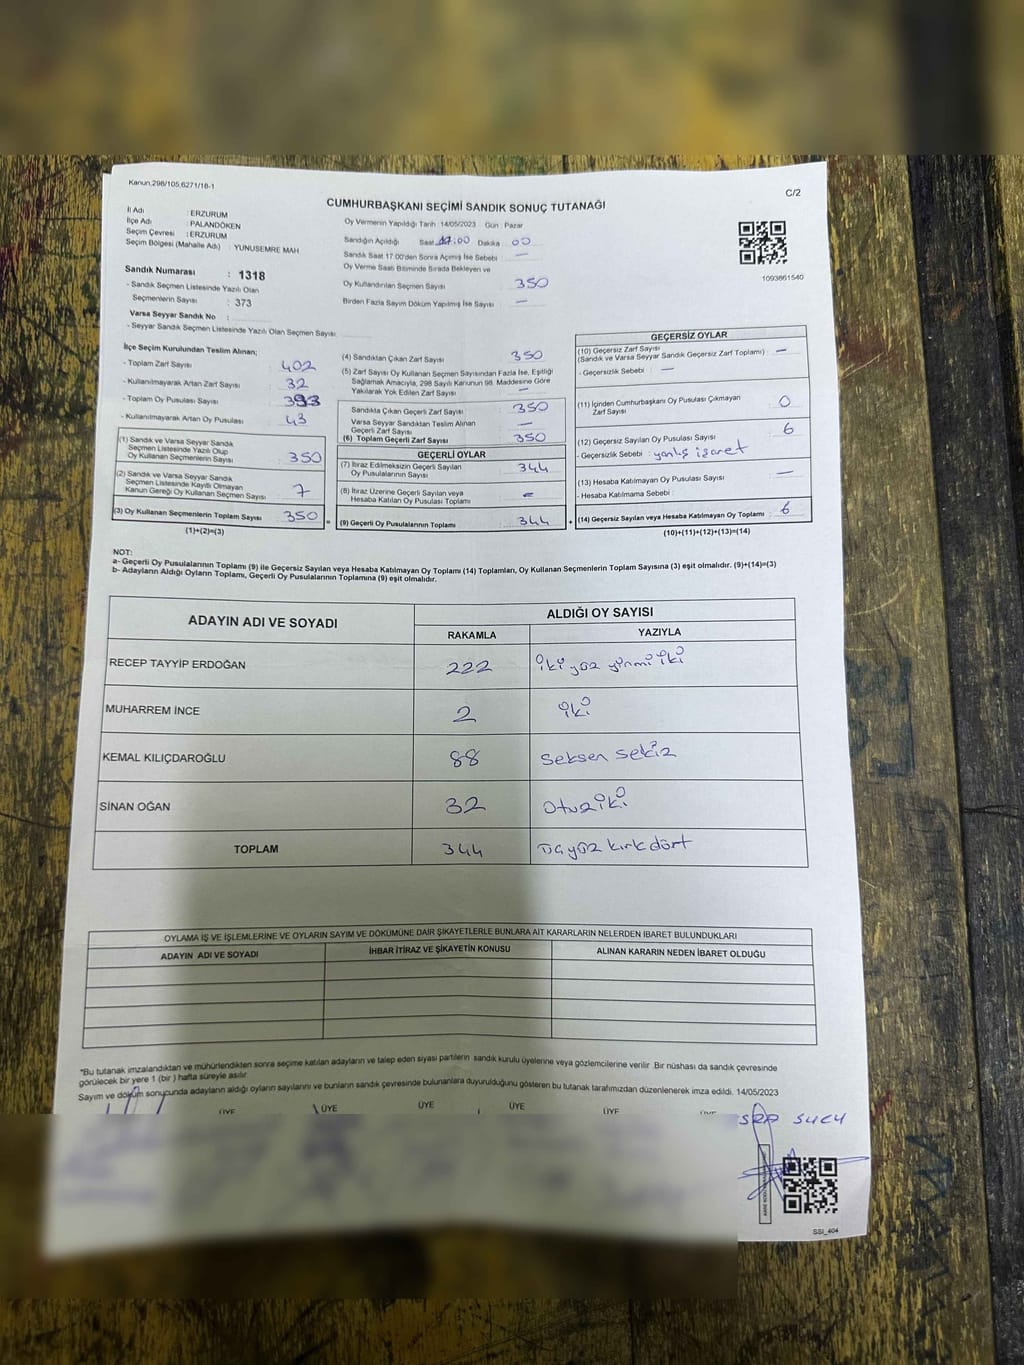 Kanun,298/105,6271/18-1
C/2
CUMHURBAŞKANI SEÇİMİ SANDIK SONUÇ TUTANAĞI
İl Adı : ERZURUM
İlçe Adı : PALANDÖKEN
Seçim Çevresi : ERZURUM
Seçim Bölgesi (Mahalle Adı) : YUNUSEMRE MAH
Sandık Numarası : 1318
- Sandık Seçmen Listesinde Yazılı Olan
Seçmenlerin Sayısı : 373
Varsa Seyyar Sandık No :
- Seyyar Sandık Seçmen Listesinde Yazılı Olan Seçmen Sayısı:
Oy Vermenin Yapıldığı Tarih :14/05/2023 Gün : Pazar
Sandığın Açıldığı Saat 17:00 Dakika 00
Sandık Saat 17.00'den Sonra Açımış İse Sebebi —
Oy Verme Saati Bitiminde Sırada Bekleyen ve
Oy Kullandırılan Seçmen Sayısı 350
Birden Fazla Sayım Döküm Yapılmış İse Sayısı —
1093861540
İlçe Seçim Kurulundan Teslim Alınan;
- Toplam Zarf Sayısı 402
- Kullanılmayarak Artan Zarf Sayısı 32
- Toplam Oy Pusulası Sayısı 393
- Kullanılmayarak Artan Oy Pusulası 43
(1) Sandık ve Varsa Seyyar Sandık
Seçmen Listesinde Yazılı Olup
Oy Kullanan Seçmenlerin Sayısı 350
(2) Sandık ve Varsa Seyyar Sandık
Seçmen Listesinde Kayıtlı Olmayan
Kanun Gereği Oy Kullanan Seçmen Sayısı 7
(3) Oy Kullanan Seçmenlerin Toplam Sayısı 350
(1)+(2)=(3)
(4) Sandıktan Çıkan Zarf Sayısı 350
(5) Zarf Sayısı Oy Kullanan Seçmen Sayısından Fazla İse, Eşitliği
Sağlamak Amacıyla, 298 Sayılı Kanunun 98. Maddesine Göre
Yakılarak Yok Edilen Zarf Sayısı —
Sandıkta Çıkan Geçerli Zarf Sayısı 350
Varsa Seyyar Sandıktan Teslim Alınan
Geçerli Zarf Sayısı —
(6) Toplam Geçerli Zarf Sayısı 350
GEÇERLİ OYLAR
(7) İtiraz Edilmeksizin Geçerli Sayılan
Oy Pusulalarının Sayısı 344
(8) İtiraz Üzerine Geçerli Sayılan veya
Hesaba Katılan Oy Pusulası Toplamı —
= (9) Geçerli Oy Pusulalarının Toplamı 344 +
GEÇERSİZ OYLAR
(10) Geçersiz Zarf Sayısı
(Sandık ve Varsa Seyyar Sandık Geçersiz Zarf Toplamı) : —
- Geçersizlik Sebebi : —
(11) İçinden Cumhurbaşkanı Oy Pusulası Çıkmayan
Zarf Sayısı 0
(12) Geçersiz Sayılan Oy Pusulası Sayısı 6
- Geçersizlik Sebebi : yanlış işaret
(13) Hesaba Katılmayan Oy Pusulası Sayısı —
- Hesaba Katılmama Sebebi :
(14) Geçersiz Sayılan veya Hesaba Katılmayan Oy Toplamı : 6
(10)+(11)+(12)+(13)=(14)
NOT:
a- Geçerli Oy Pusulalarının Toplamı (9) ile Geçersiz Sayılan veya Hesaba Katılmayan Oy Toplamı (14) Toplamları, Oy Kullanan Seçmenlerin Toplam Sayısına (3) eşit olmalıdır. (9)+(14)=(3)
b- Adayların Aldığı Oyların Toplamı, Geçerli Oy Pusulalarının Toplamına (9) eşit olmalıdır.
ADAYIN ADI VE SOYADI ALDIĞI OY SAYISI
RAKAMLA YAZIYLA
RECEP TAYYİP ERDOĞAN 222 iki yüz yirmi iki
MUHARREM İNCE 2 iki
KEMAL KILIÇDAROĞLU 88 Seksen sekiz
SİNAN OĞAN 32 Otuz iki
TOPLAM 344 üç yüz kırk dört
OYLAMA İŞ VE İŞLEMLERİNE VE OYLARIN SAYIM VE DÖKÜMÜNE DAİR ŞİKAYETLERLE BUNLARA AİT KARARLARIN NELERDEN İBARET BULUNDUKLARI
ADAYIN ADI VE SOYADI İHBAR İTİRAZ VE ŞİKAYETİN KONUSU ALINAN KARARIN NEDEN İBARET OLDUĞU
*Bu tutanak imzalandıktan ve mühürlendikten sonra seçime katılan adayların ve talep eden siyasi partilerin sandık kurulu üyelerine veya gözlemcilerine verilir .Bir nüshası da sandık çevresinde
görülecek bir yere 1 (bir ) hafta süreyle asılır.
Sayım ve döküm sonucunda adayların aldığı oyların sayılarını ve bunların sandık çevresinde bulunanlara duyurulduğunu gösteren bu tutanak tarafımızdan düzenlenerek imza edildi. 14/05/2023
ÜYE ÜYE ÜYE ÜYE ÜYE ÜYE
SSI_404